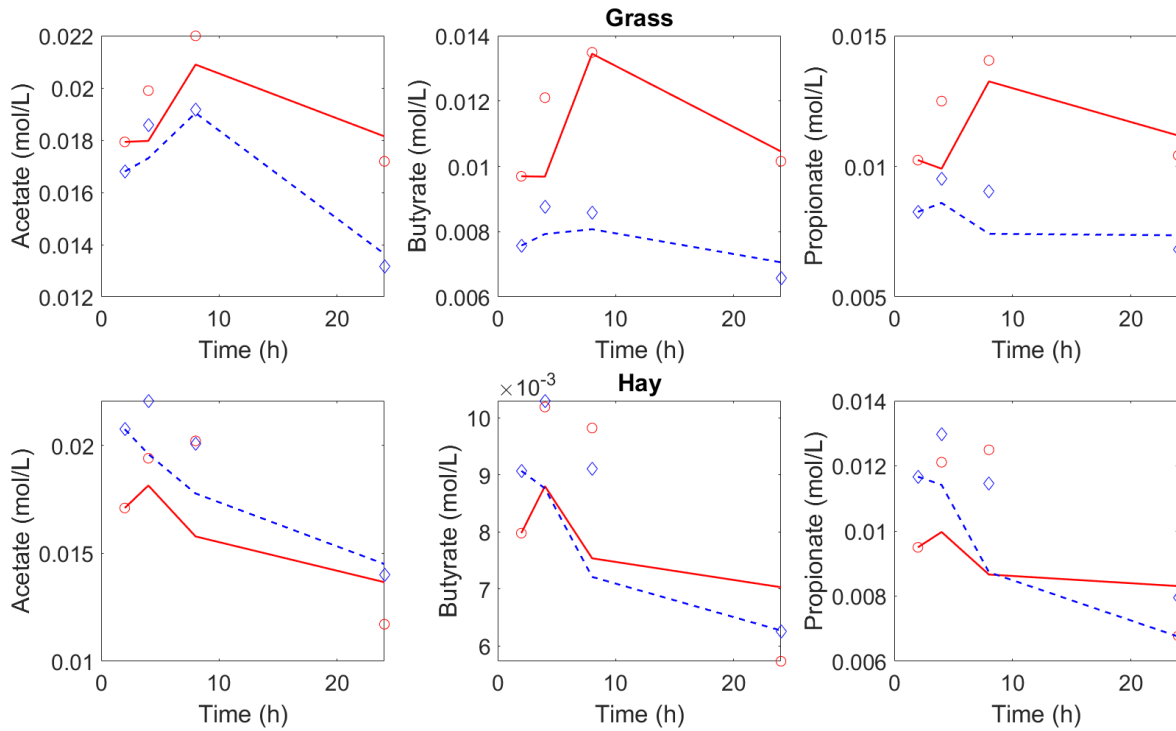 Grass
0.022
0.02
0.018
0.016
0.014
0.012
Acetate (mol/L)
0 10 20
Time (h)
0.014
0.012
0.01
0.008
0.006
Butyrate (mol/L)
0 10 20
Time (h)
0.015
0.01
0.005
Propionate (mol/L)
0 10 20
Time (h)
Hay
0.02
0.015
0.01
Acetate (mol/L)
0 10 20
Time (h)
× 10⁻³
10
9
8
7
6
Butyrate (mol/L)
0 10 20
Time (h)
0.014
0.012
0.01
0.008
0.006
Propionate (mol/L)
0 10 20
Time (h)